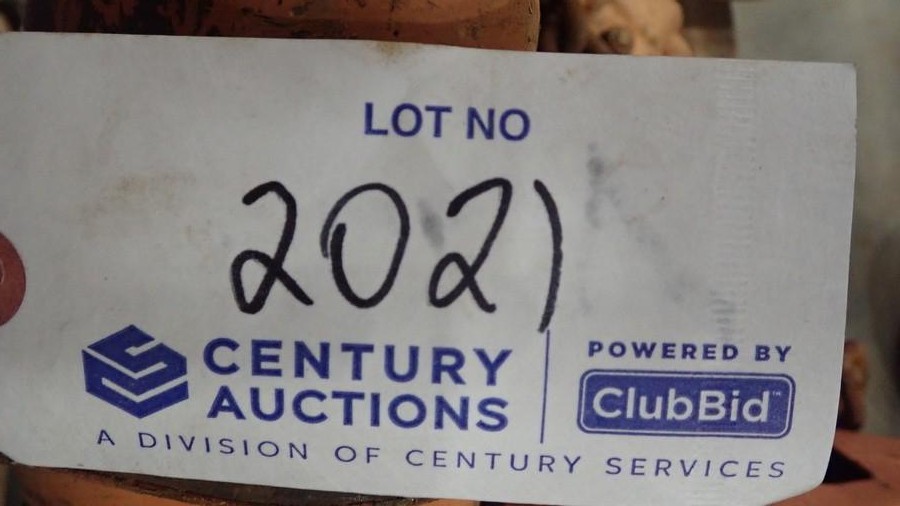 LOT NO
2021
CENTURY
AUCTIONS
A DIVISION OF CENTURY SERVICES
POWERED BY
ClubBid™